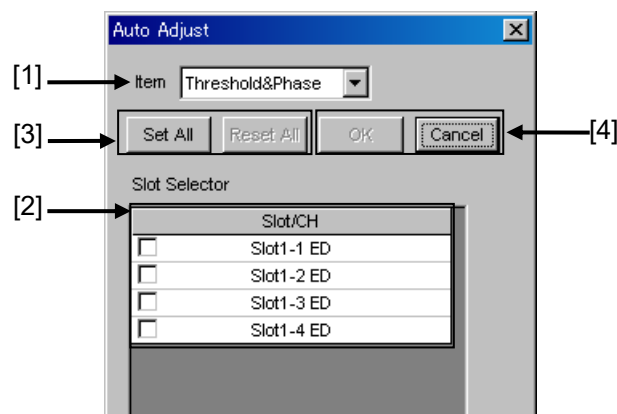 Auto Adjust
[1] Item Threshold&Phase
[3] Set All Reset All OK Cancel [4]
Slot Selector
[2] Slot/CH
Slot1-1 ED
Slot1-2 ED
Slot1-3 ED
Slot1-4 ED